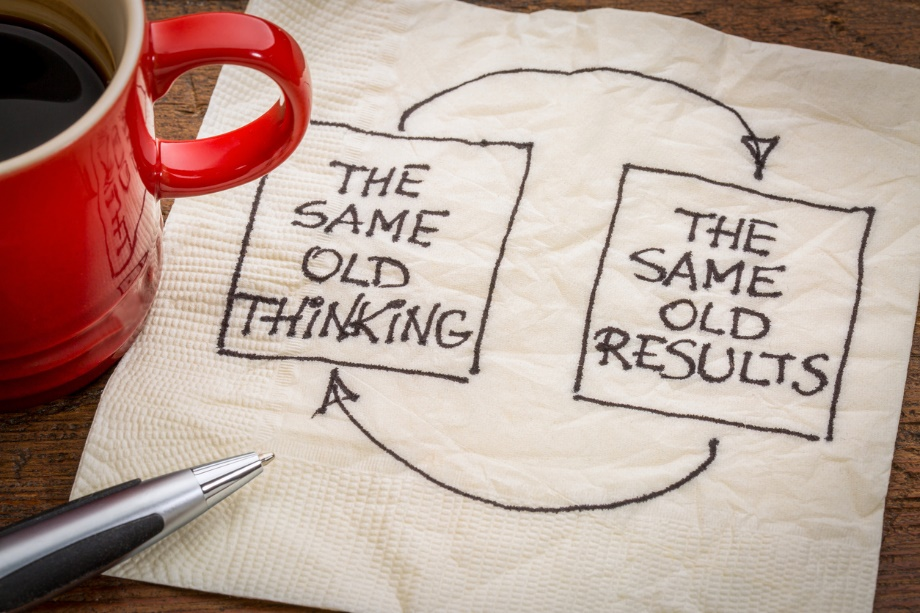 THE
SAME
OLD
THINKING
THE
SAME
OLD
RESULTS